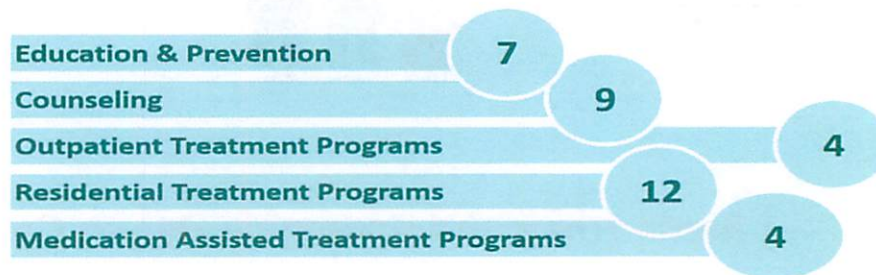 Education & Prevention 7
Counseling 9
Outpatient Treatment Programs 4
Residential Treatment Programs 12
Medication Assisted Treatment Programs 4